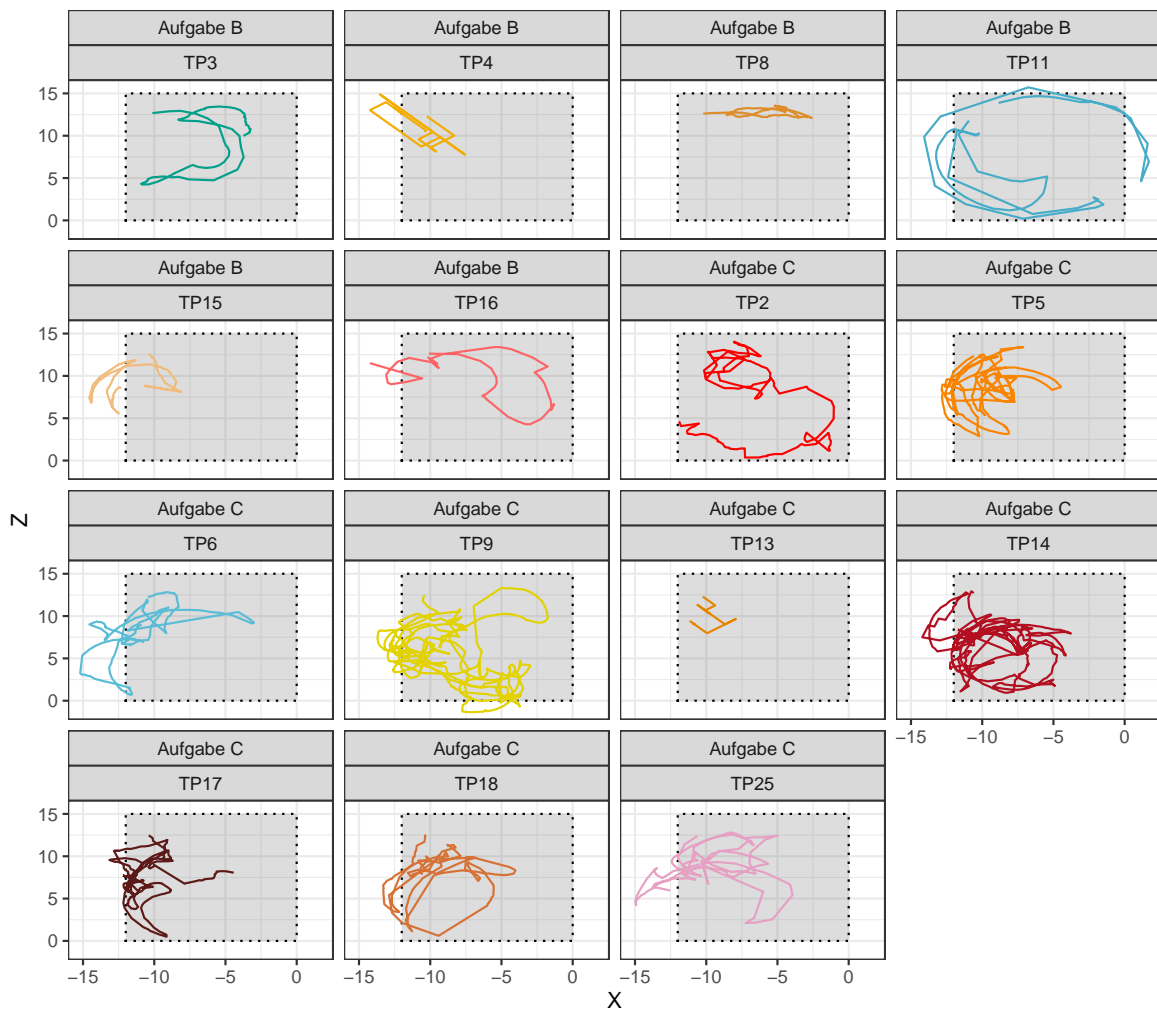 Aufgabe B Aufgabe B Aufgabe B Aufgabe B
TP3 TP4 TP8 TP11
15
10
5
0
Aufgabe B Aufgabe B Aufgabe C Aufgabe C
TP15 TP16 TP2 TP5
15
10
5
0
Z
Aufgabe C Aufgabe C Aufgabe C Aufgabe C
TP6 TP9 TP13 TP14
15
10
5
0
−15 −10 −5 0
Aufgabe C Aufgabe C Aufgabe C
TP17 TP18 TP25
15
10
5
0
−15 −10 −5 0 −15 −10 −5 0 −15 −10 −5 0
X